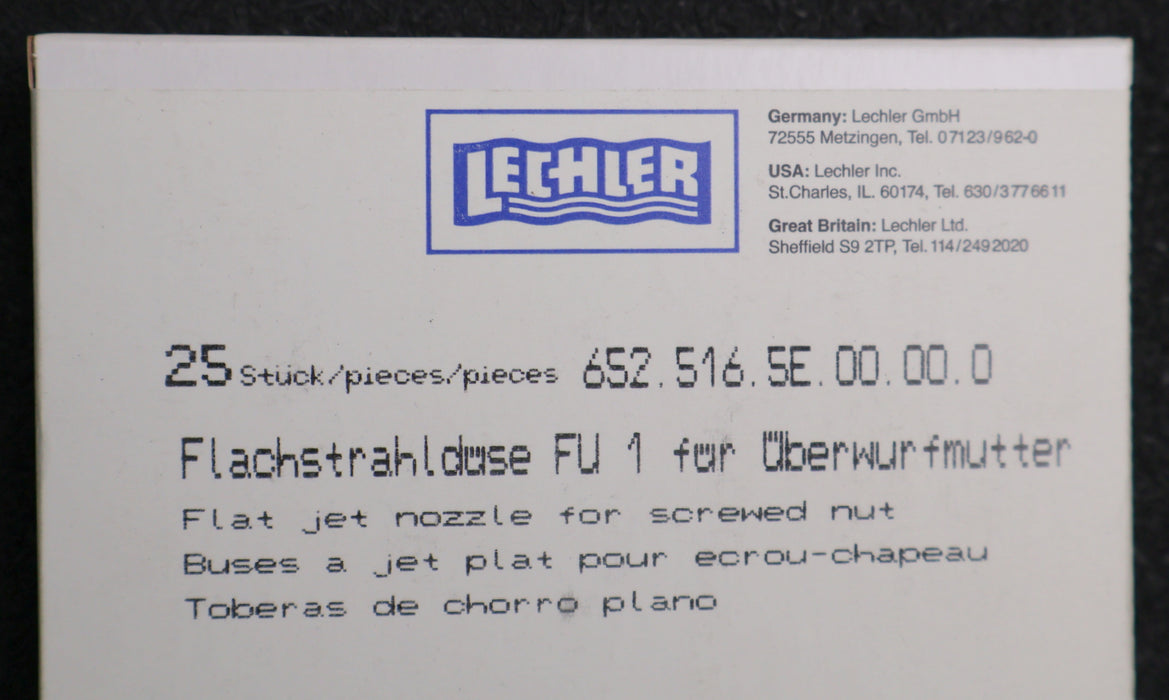 LECHLER
Germany: Lechler GmbH
72555 Metzingen, Tel. 07123/962-0
USA: Lechler Inc.
St.Charles, IL. 60174, Tel. 630/3776611
Great Britain: Lechler Ltd.
Sheffield S9 2TP, Tel. 114/2492020
25 Stück/pieces/pieces 652.516.5E.00.00.0
Flachstrahldüse FU 1 für Überwurfmutter
Flat jet nozzle for screwed nut
Buses a jet plat pour ecrou-chapeau
Toberas de chorro plano